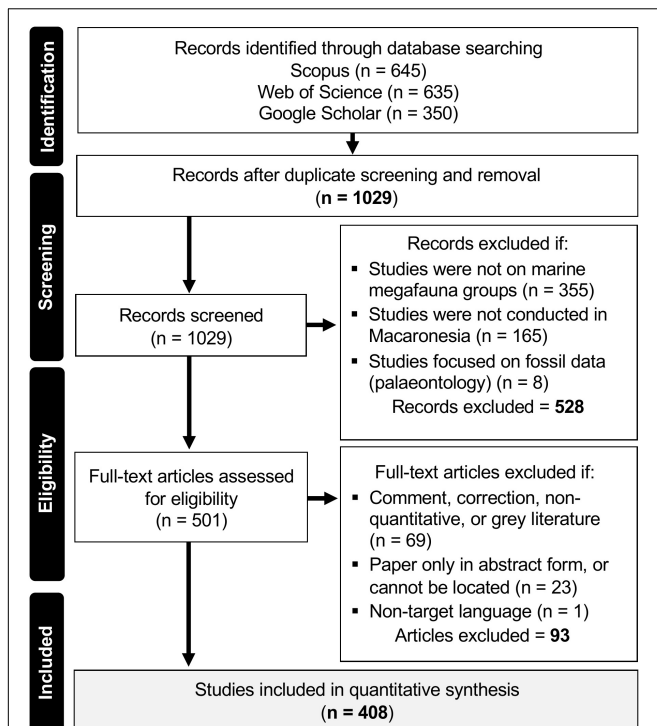 Identification
Records identified through database searching
Scopus (n = 645)
Web of Science (n = 635)
Google Scholar (n = 350)
Screening
Records after duplicate screening and removal
(n = 1029)
Records screened
(n = 1029)
Records excluded if:
▪ Studies were not on marine
megafauna groups (n = 355)
▪ Studies were not conducted in
Macaronesia (n = 165)
▪ Studies focused on fossil data
(palaeontology) (n = 8)
Records excluded = 528
Eligibility
Full-text articles assessed
for eligibility
(n = 501)
Full-text articles excluded if:
▪ Comment, correction, non-
quantitative, or grey literature
(n = 69)
▪ Paper only in abstract form, or
cannot be located (n = 23)
▪ Non-target language (n = 1)
Articles excluded = 93
Included
Studies included in quantitative synthesis
(n = 408)